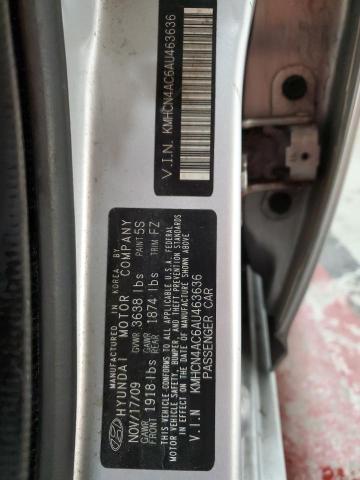 V.I.N. KMHCN4AC6AU463636
MANUFACTURED IN KOREA BY
HYUNDAI MOTOR COMPANY
NOV/17/09 GVWR 3638 lbs PAINT 5S
GAWR FRONT 1918 lbs GAWR REAR 1874 lbs TRIM FZ
THIS VEHICLE CONFORMS TO ALL APPLICABLE U.S.A. FEDERAL
MOTOR VEHICLE SAFETY, BUMPER, AND THEFT PREVENTION STANDARDS
IN EFFECT ON THE DATE OF MANUFACTURE SHOWN ABOVE
V.I.N KMHCN4AC6AU463636
PASSENGER CAR